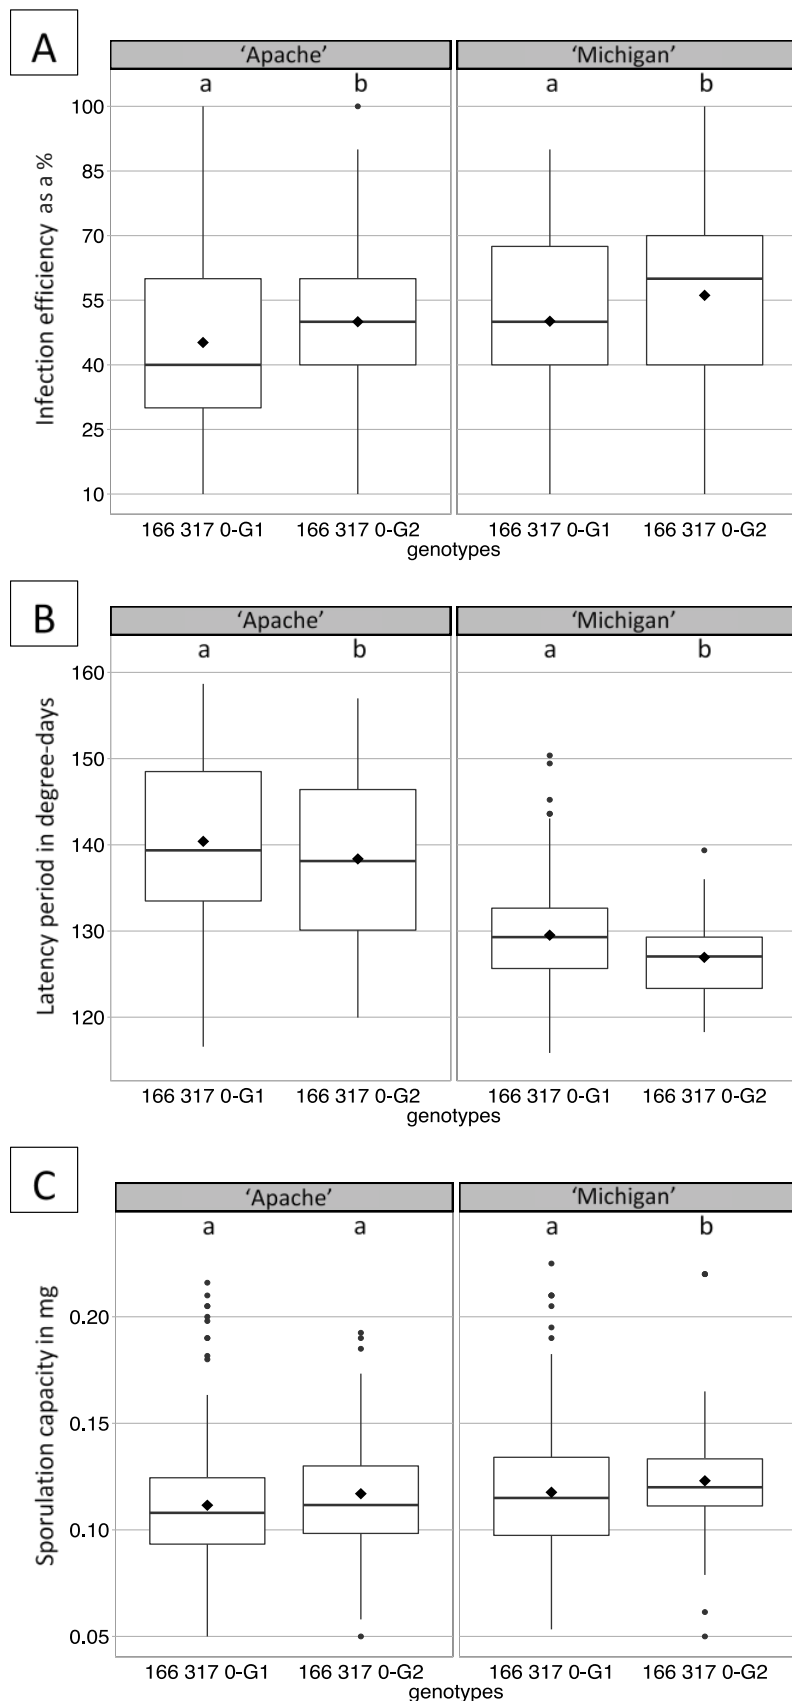 A
‘Apache’ ‘Michigan’
a b a b
Infection efficiency as a %
100
85
70
55
40
25
10
166 317 0-G1 166 317 0-G2 166 317 0-G1 166 317 0-G2
genotypes
B
‘Apache’ ‘Michigan’
a b a b
Latency period in degree-days
160
150
140
130
120
166 317 0-G1 166 317 0-G2 166 317 0-G1 166 317 0-G2
genotypes
C
‘Apache’ ‘Michigan’
a a a b
Sporulation capacity in mg
0.20
0.15
0.10
0.05
166 317 0-G1 166 317 0-G2 166 317 0-G1 166 317 0-G2
genotypes